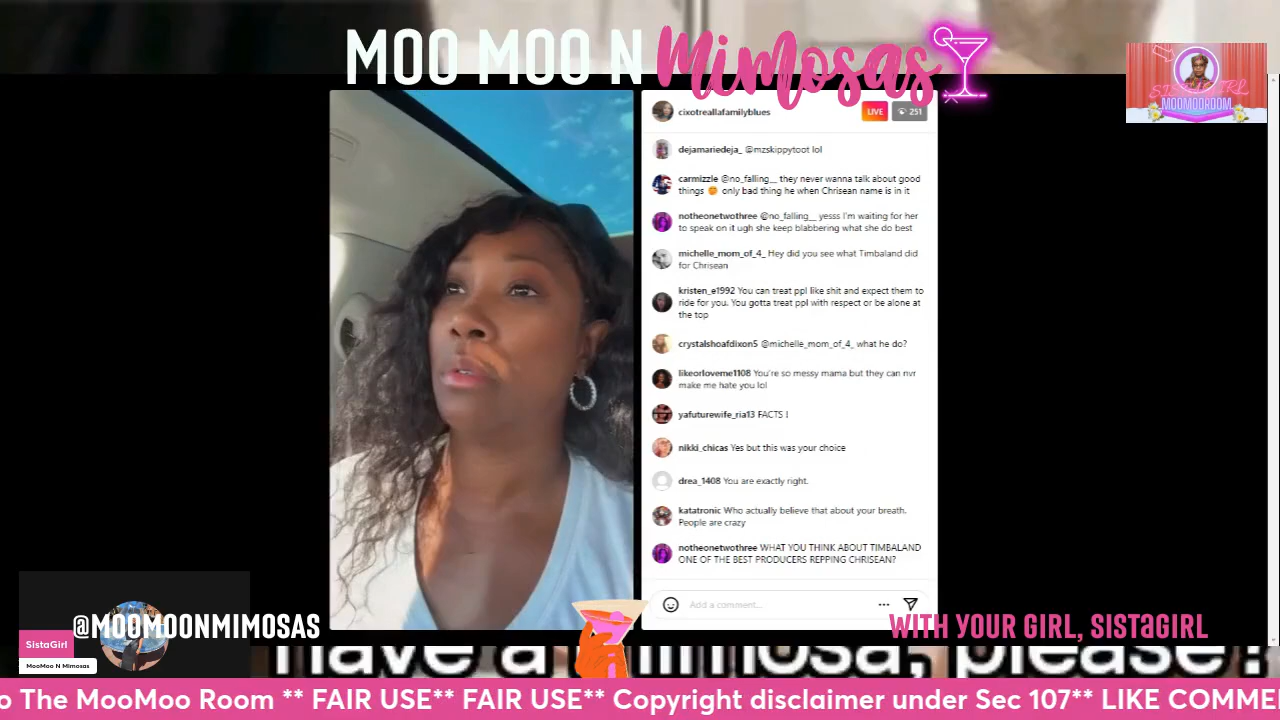 MOO MOO N Mimosas
SISTAGIRL
MOOMOOROOM
cixotreallafamilyblues
LIVE
251
dejamariedeja_ @mzskippytoot lol
carmizzle @no_falling__ they never wanna talk about good
things 😊 only bad thing he when Chrisean name is in it
notheonetwothree @no_falling__ yesss I'm waiting for her
to speak on it ugh she keep blabbering what she do best
michelle_mom_of_4_ Hey did you see what Timbaland did
for Chrisean
kristen_e1992 You can treat ppl like shit and expect them to
ride for you. You gotta treat ppl with respect or be alone at
the top
crystalshoafdixon5 @michelle_mom_of_4_ what he do?
likeorloveme1108 You're so messy mama but they can nvr
make me hate you lol
yafuturewife_ria13 FACTS !
nikki_chicas Yes but this was your choice
drea_1408 You are exactly right.
katatronic Who actually believe that about your breath.
People are crazy
notheonetwothree WHAT YOU THINK ABOUT TIMBALAND
ONE OF THE BEST PRODUCERS REPPING CHRISEAN?
Add a comment...
@MOOMOONMIMOSAS
WITH YOUR GIRL, SISTAGIRL
SistaGirl
MooMoo N Mimosas
have a mimosa, please?
o The MooMoo Room ** FAIR USE** FAIR USE** Copyright disclaimer under Sec 107** LIKE COMME